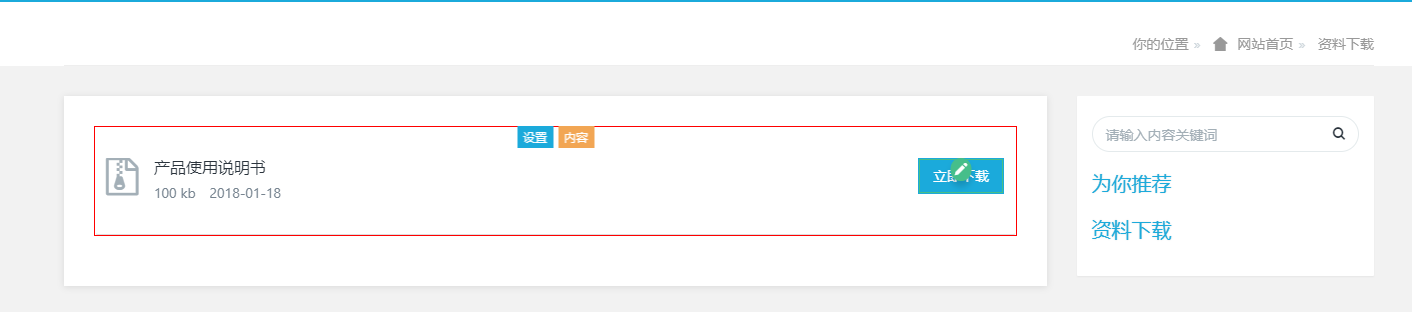 你的位置 » 网站首页 » 资料下载
设置 内容
产品使用说明书
100 kb 2018-01-18
立即下载
请输入内容关键词
为你推荐
资料下载